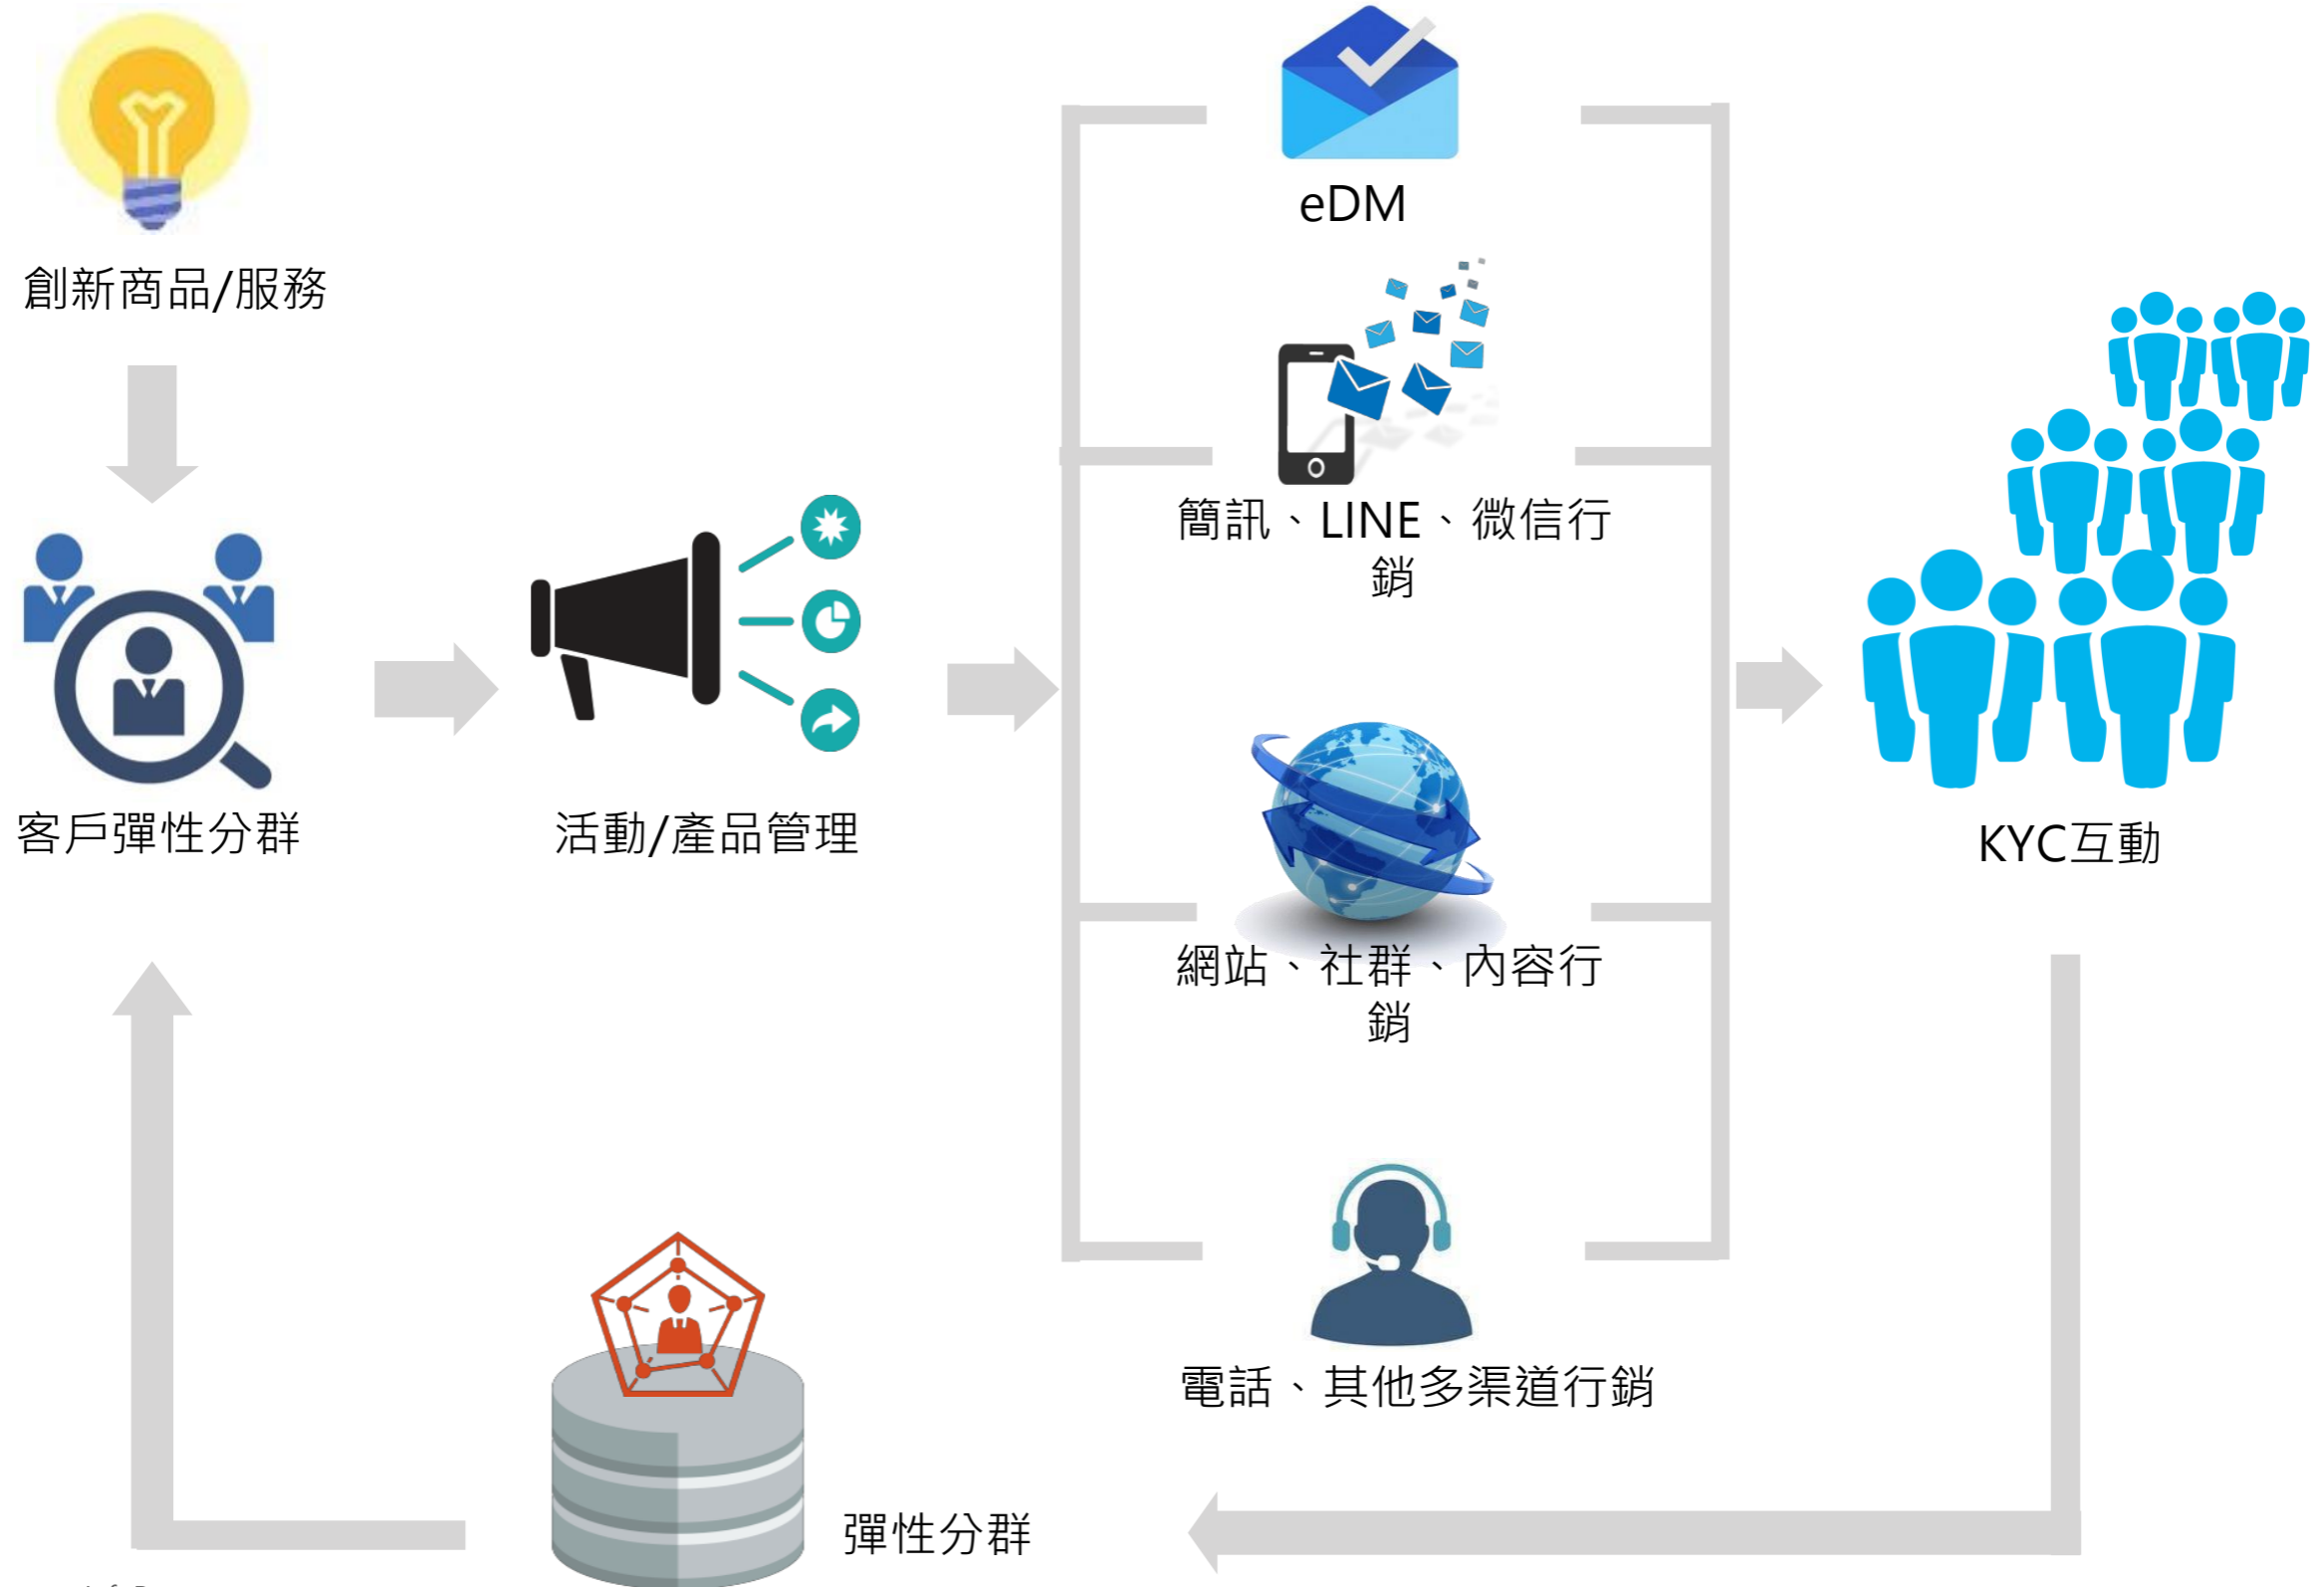 創新商品/服務
客戶彈性分群
活動/產品管理
eDM
簡訊、LINE、微信行
銷
網站、社群、內容行
銷
電話、其他多渠道行銷
KYC互動
彈性分群